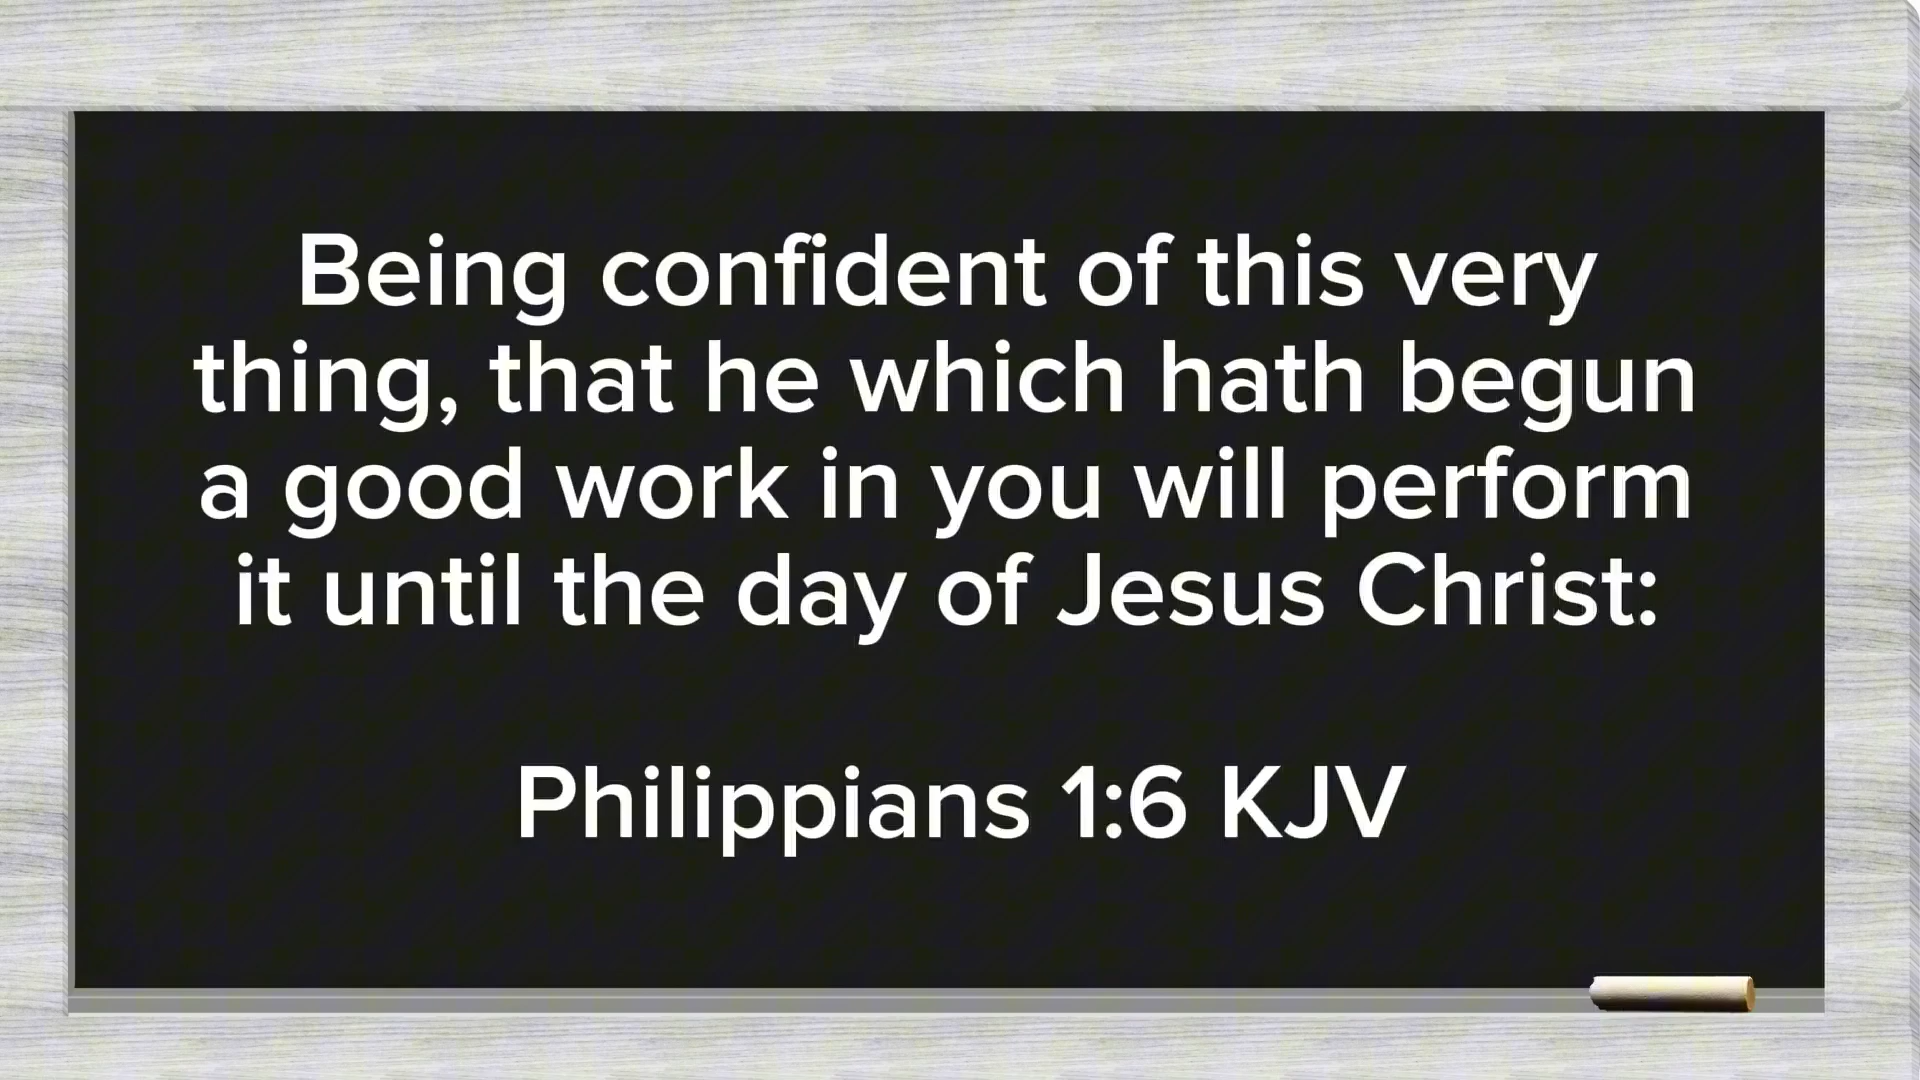 Being confident of this very
thing, that he which hath begun
a good work in you will perform
it until the day of Jesus Christ:
Philippians 1:6 KJV